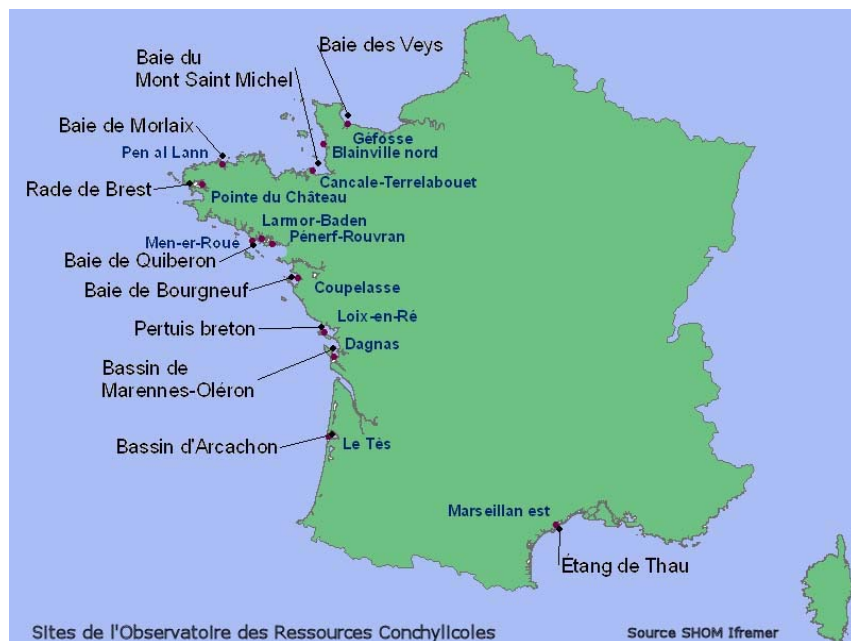 Baie des Veys
Baie du
Mont Saint Michel
Baie de Morlaix
Géfosse
Blainville nord
Pen al Lann
Cancale-Terrelabouet
Rade de Brest
Pointe du Château
Larmor-Baden
Men-er-Roué
Pénerf-Rouvran
Baie de Quiberon
Baie de Bourgneuf
Coupelasse
Loix-en-Ré
Pertuis breton
Dagnas
Bassin de
Marennes-Oléron
Bassin d'Arcachon
Le Tès
Marseillan est
Étang de Thau
Sites de l'Observatoire des Ressources Conchylicoles
Source SHOM Ifremer